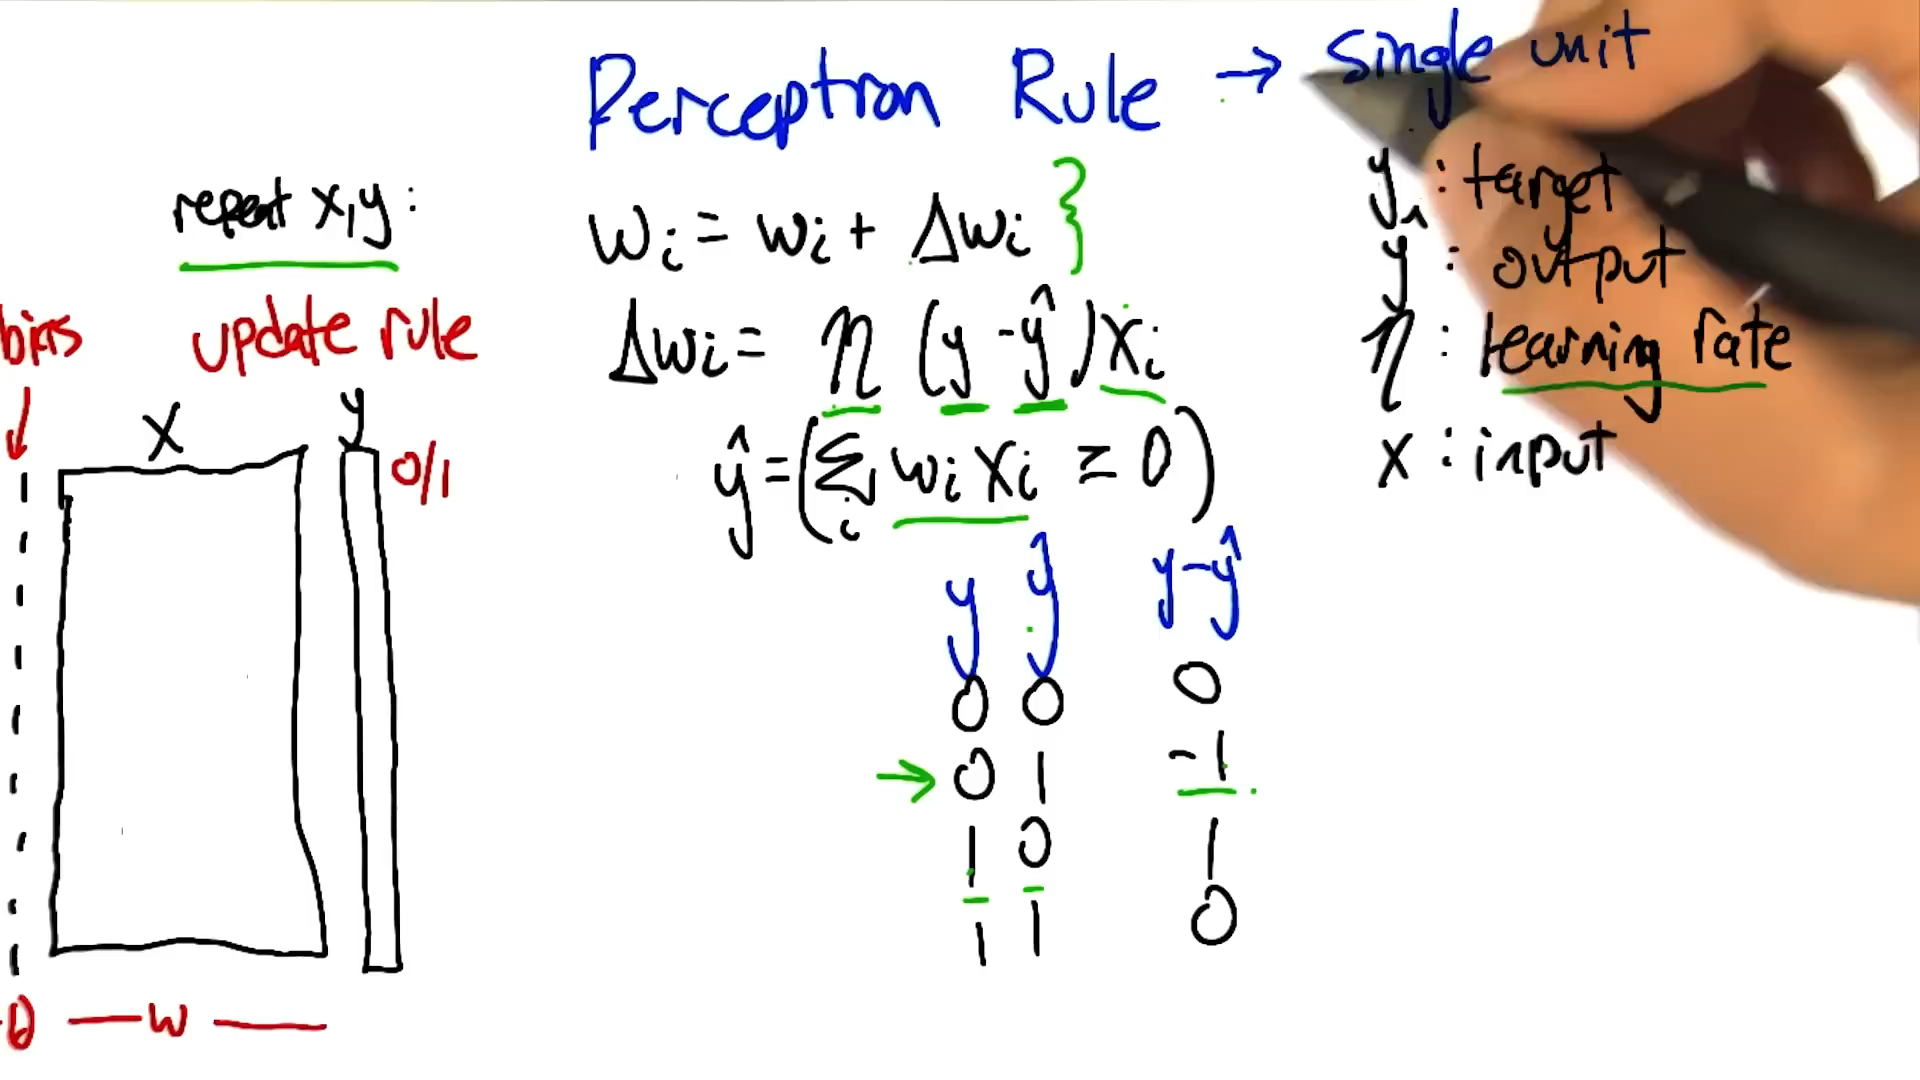 Perceptron Rule → single unit
repeat x,y:
wi = wi + Δwi }
y : target
ŷ : output
bias
update rule
Δwi = η (y - ŷ) xi
η : learning rate
x
y
0/1
ŷ = (Σi wi xi ≥ 0)
x : input
y ŷ y-ŷ
0 0 0
→ 0 1 -1
1 0 1
1 1 0
-θ — w —